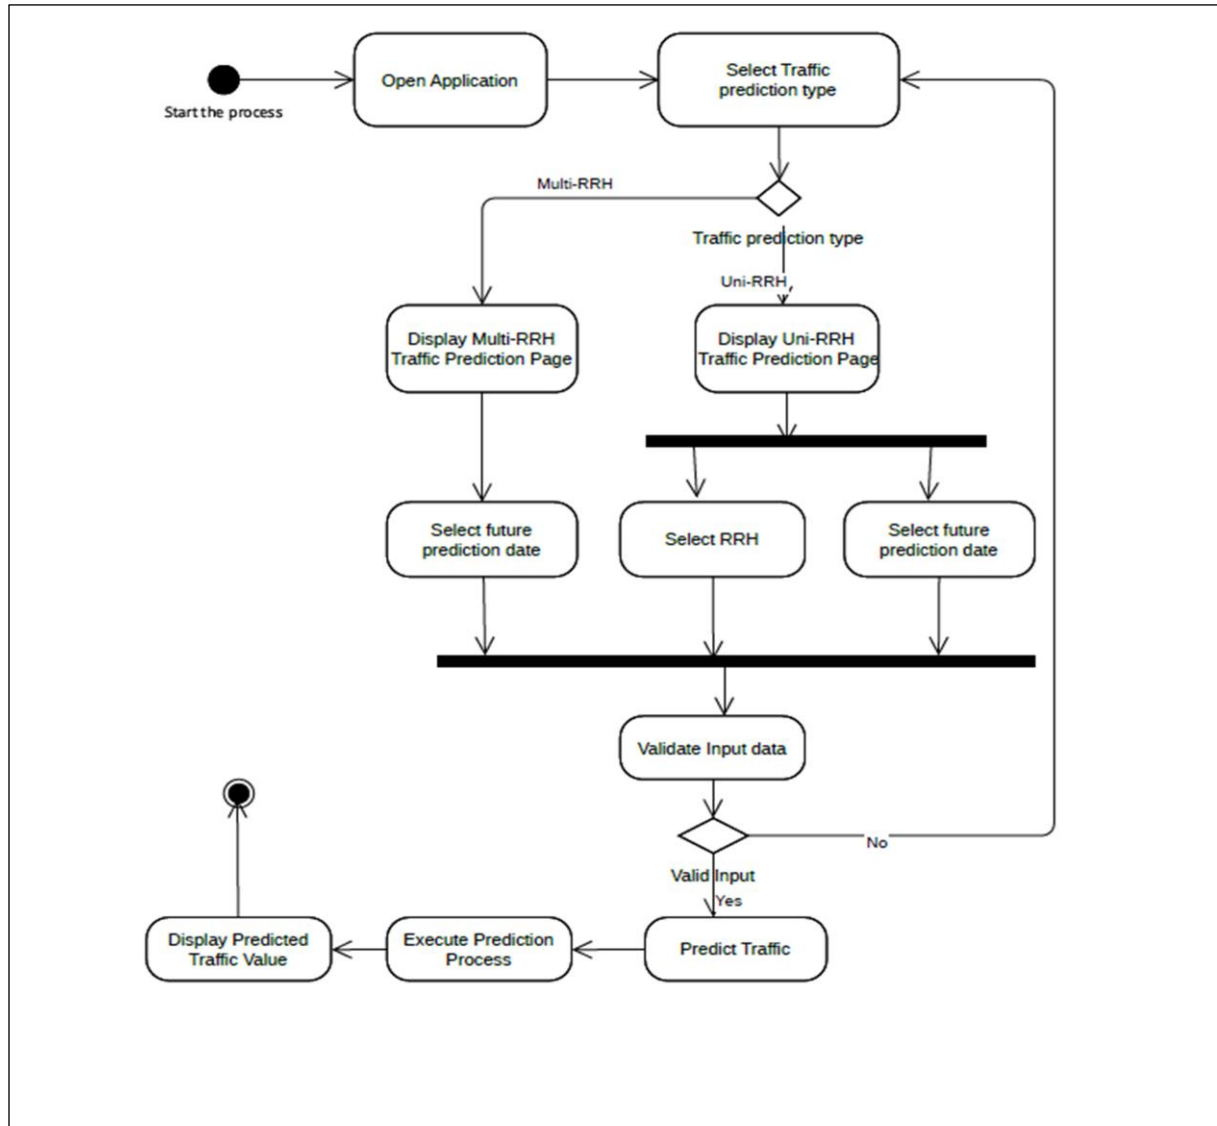 Open Application
Select Traffic
prediction type
Start the process
Multi-RRH
Traffic prediction type
Uni-RRH
Display Multi-RRH
Traffic Prediction Page
Display Uni-RRH
Traffic Prediction Page
Select future
prediction date
Select RRH
Select future
prediction date
Validate Input data
No
Valid Input
Yes
Display Predicted
Traffic Value
Execute Prediction
Process
Predict Traffic